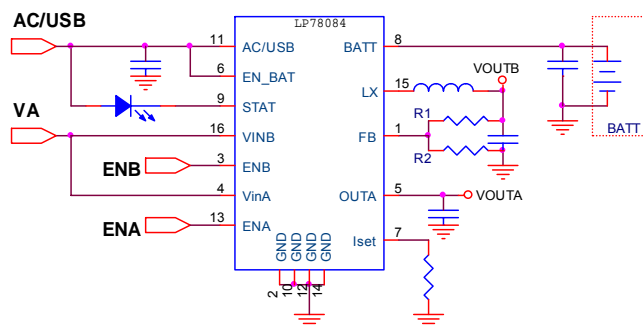 LP78084
AC/USB
11
AC/USB
BATT
8
6
EN_BAT
15
LX
VOUTB
9
STAT
VA
16
VINB
R1
1
FB
R2
BATT
ENB
3
ENB
4
VinA
5
OUTA
VOUTA
ENA
13
ENA
7
Iset
GND
GND
GND
GND
2
10
12
14